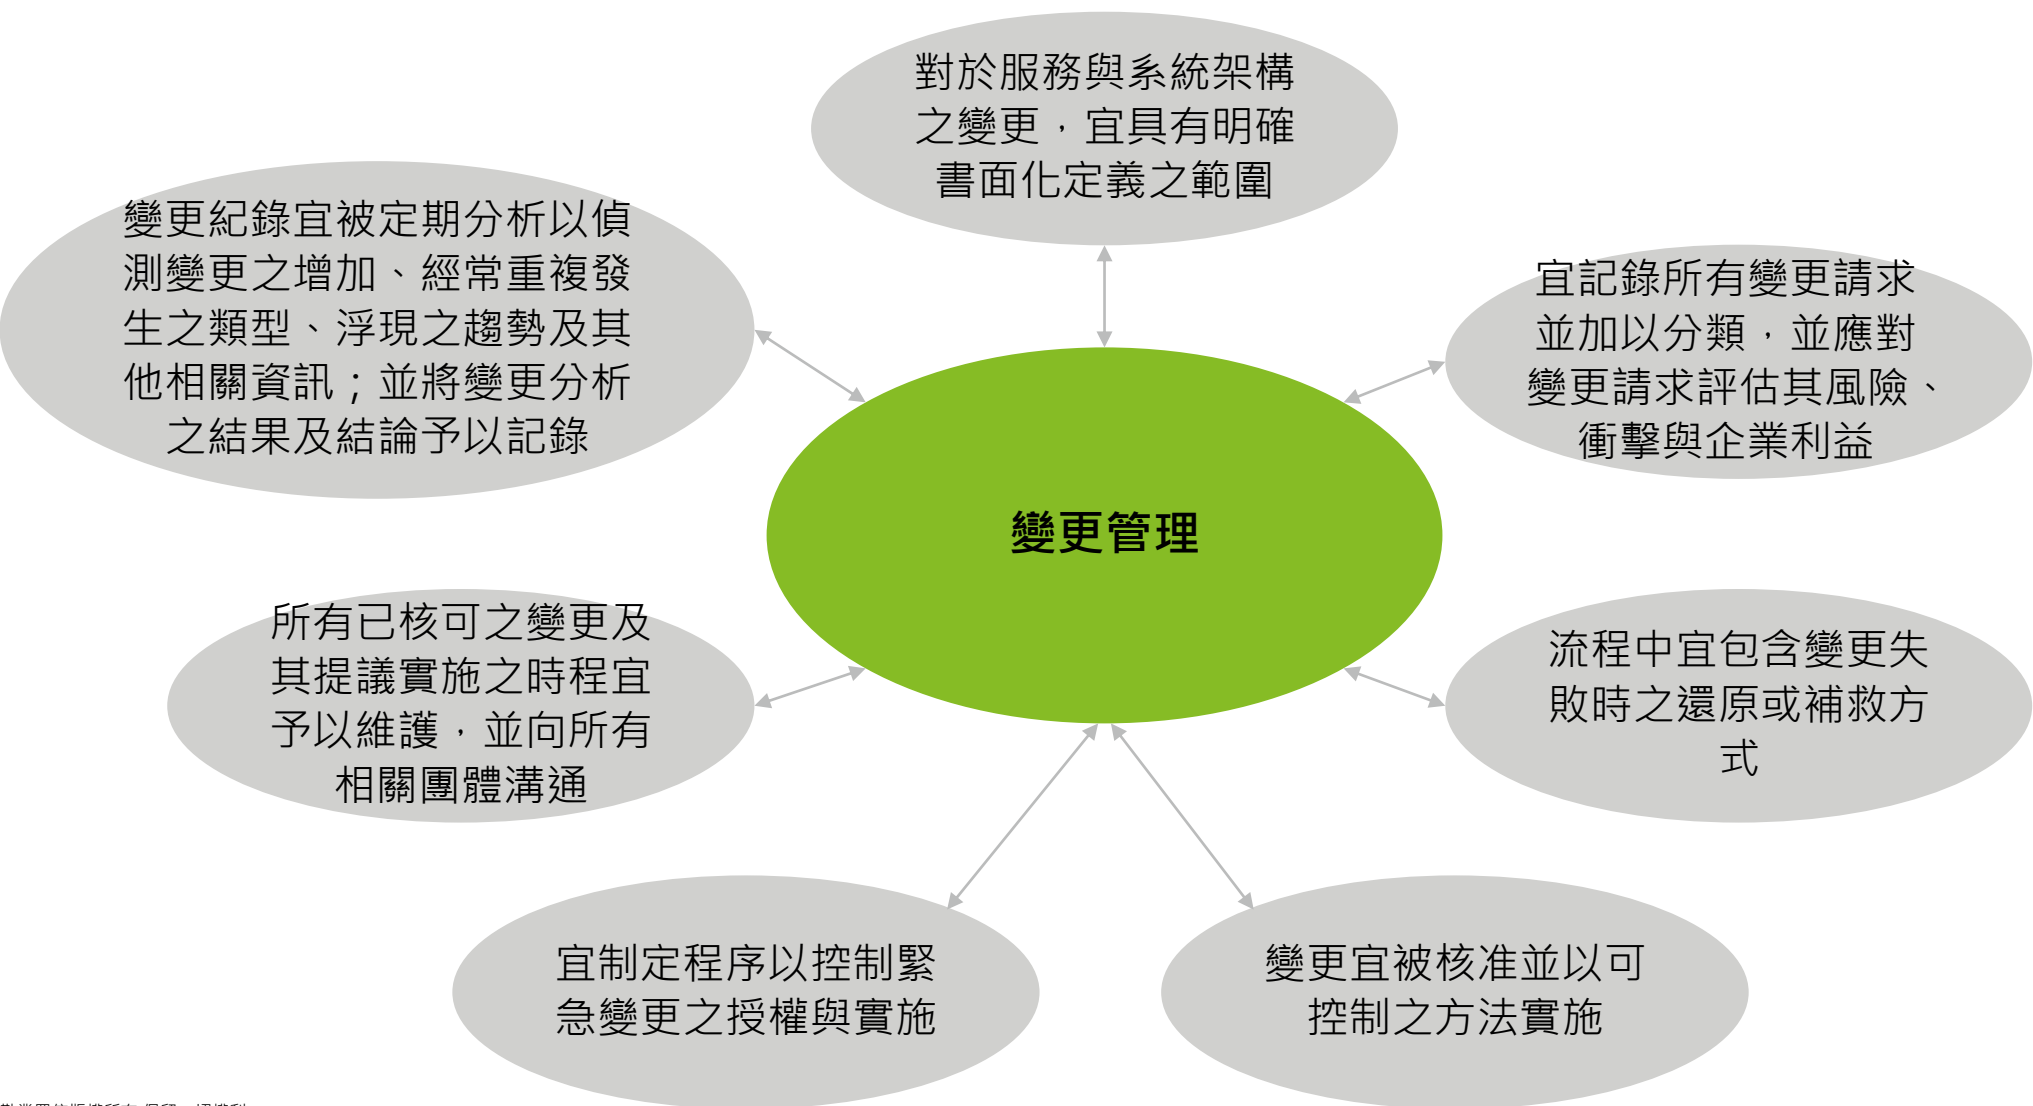 對於服務與系統架構
之變更，宜具有明確
書面化定義之範圍
變更紀錄宜被定期分析以偵
測變更之增加、經常重複發
生之類型、浮現之趨勢及其
他相關資訊；並將變更分析
之結果及結論予以記錄
宜記錄所有變更請求
並加以分類，並應對
變更請求評估其風險、
衝擊與企業利益
變更管理
所有已核可之變更及
其提議實施之時程宜
予以維護，並向所有
相關團體溝通
流程中宜包含變更失
敗時之還原或補救方
式
宜制定程序以控制緊
急變更之授權與實施
變更宜被核准並以可
控制之方法實施